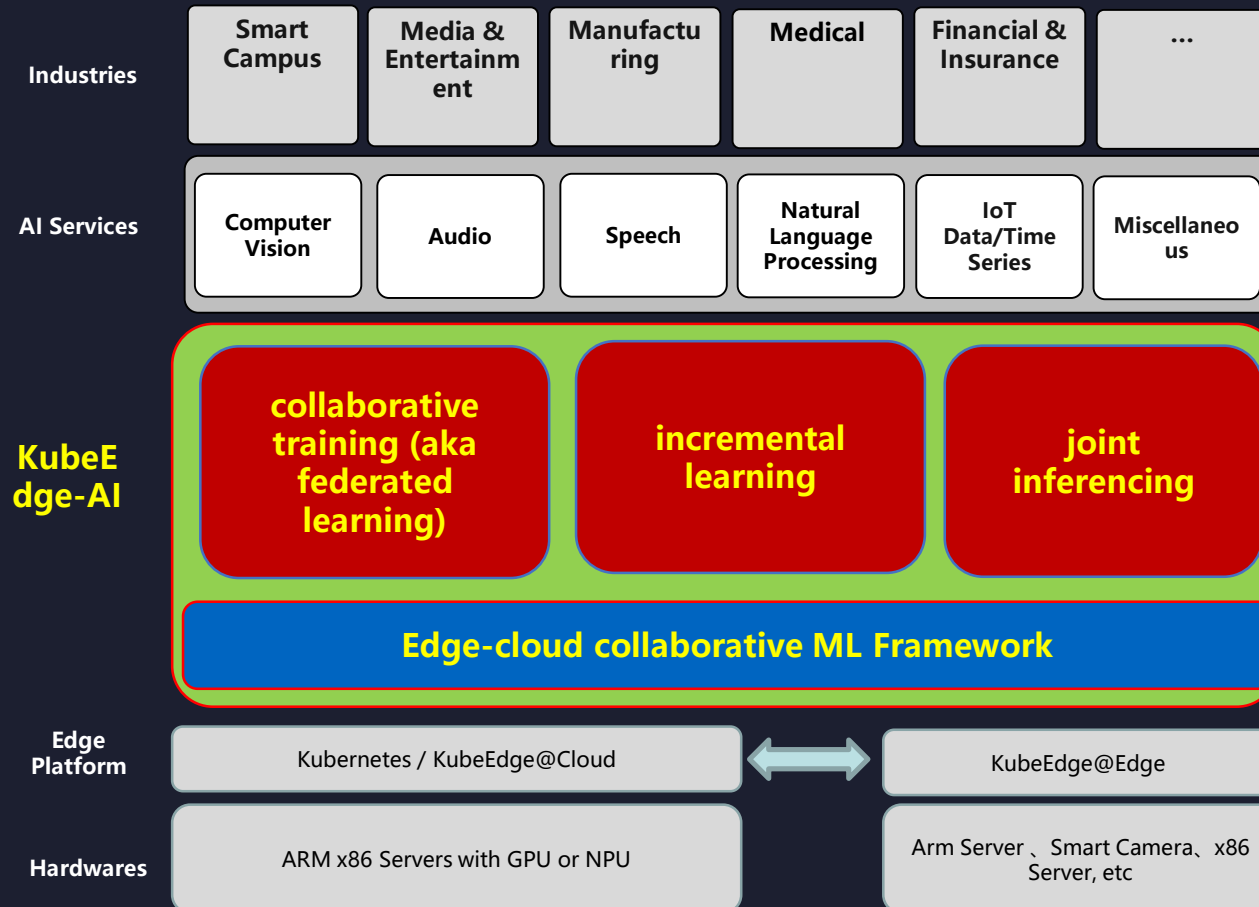 Industries
Smart
Campus
Media &
Entertainm
ent
Manufactu
ring
Medical
Financial &
Insurance
...
AI Services
Computer
Vision
Audio
Speech
Natural
Language
Processing
IoT
Data/Time
Series
Miscellaneo
us
KubeE
dge-AI
collaborative
training (aka
federated
learning)
incremental
learning
joint
inferencing
Edge-cloud collaborative ML Framework
Edge
Platform
Kubernetes / KubeEdge@Cloud
KubeEdge@Edge
Hardwares
ARM x86 Servers with GPU or NPU
Arm Server 、Smart Camera、x86
Server, etc